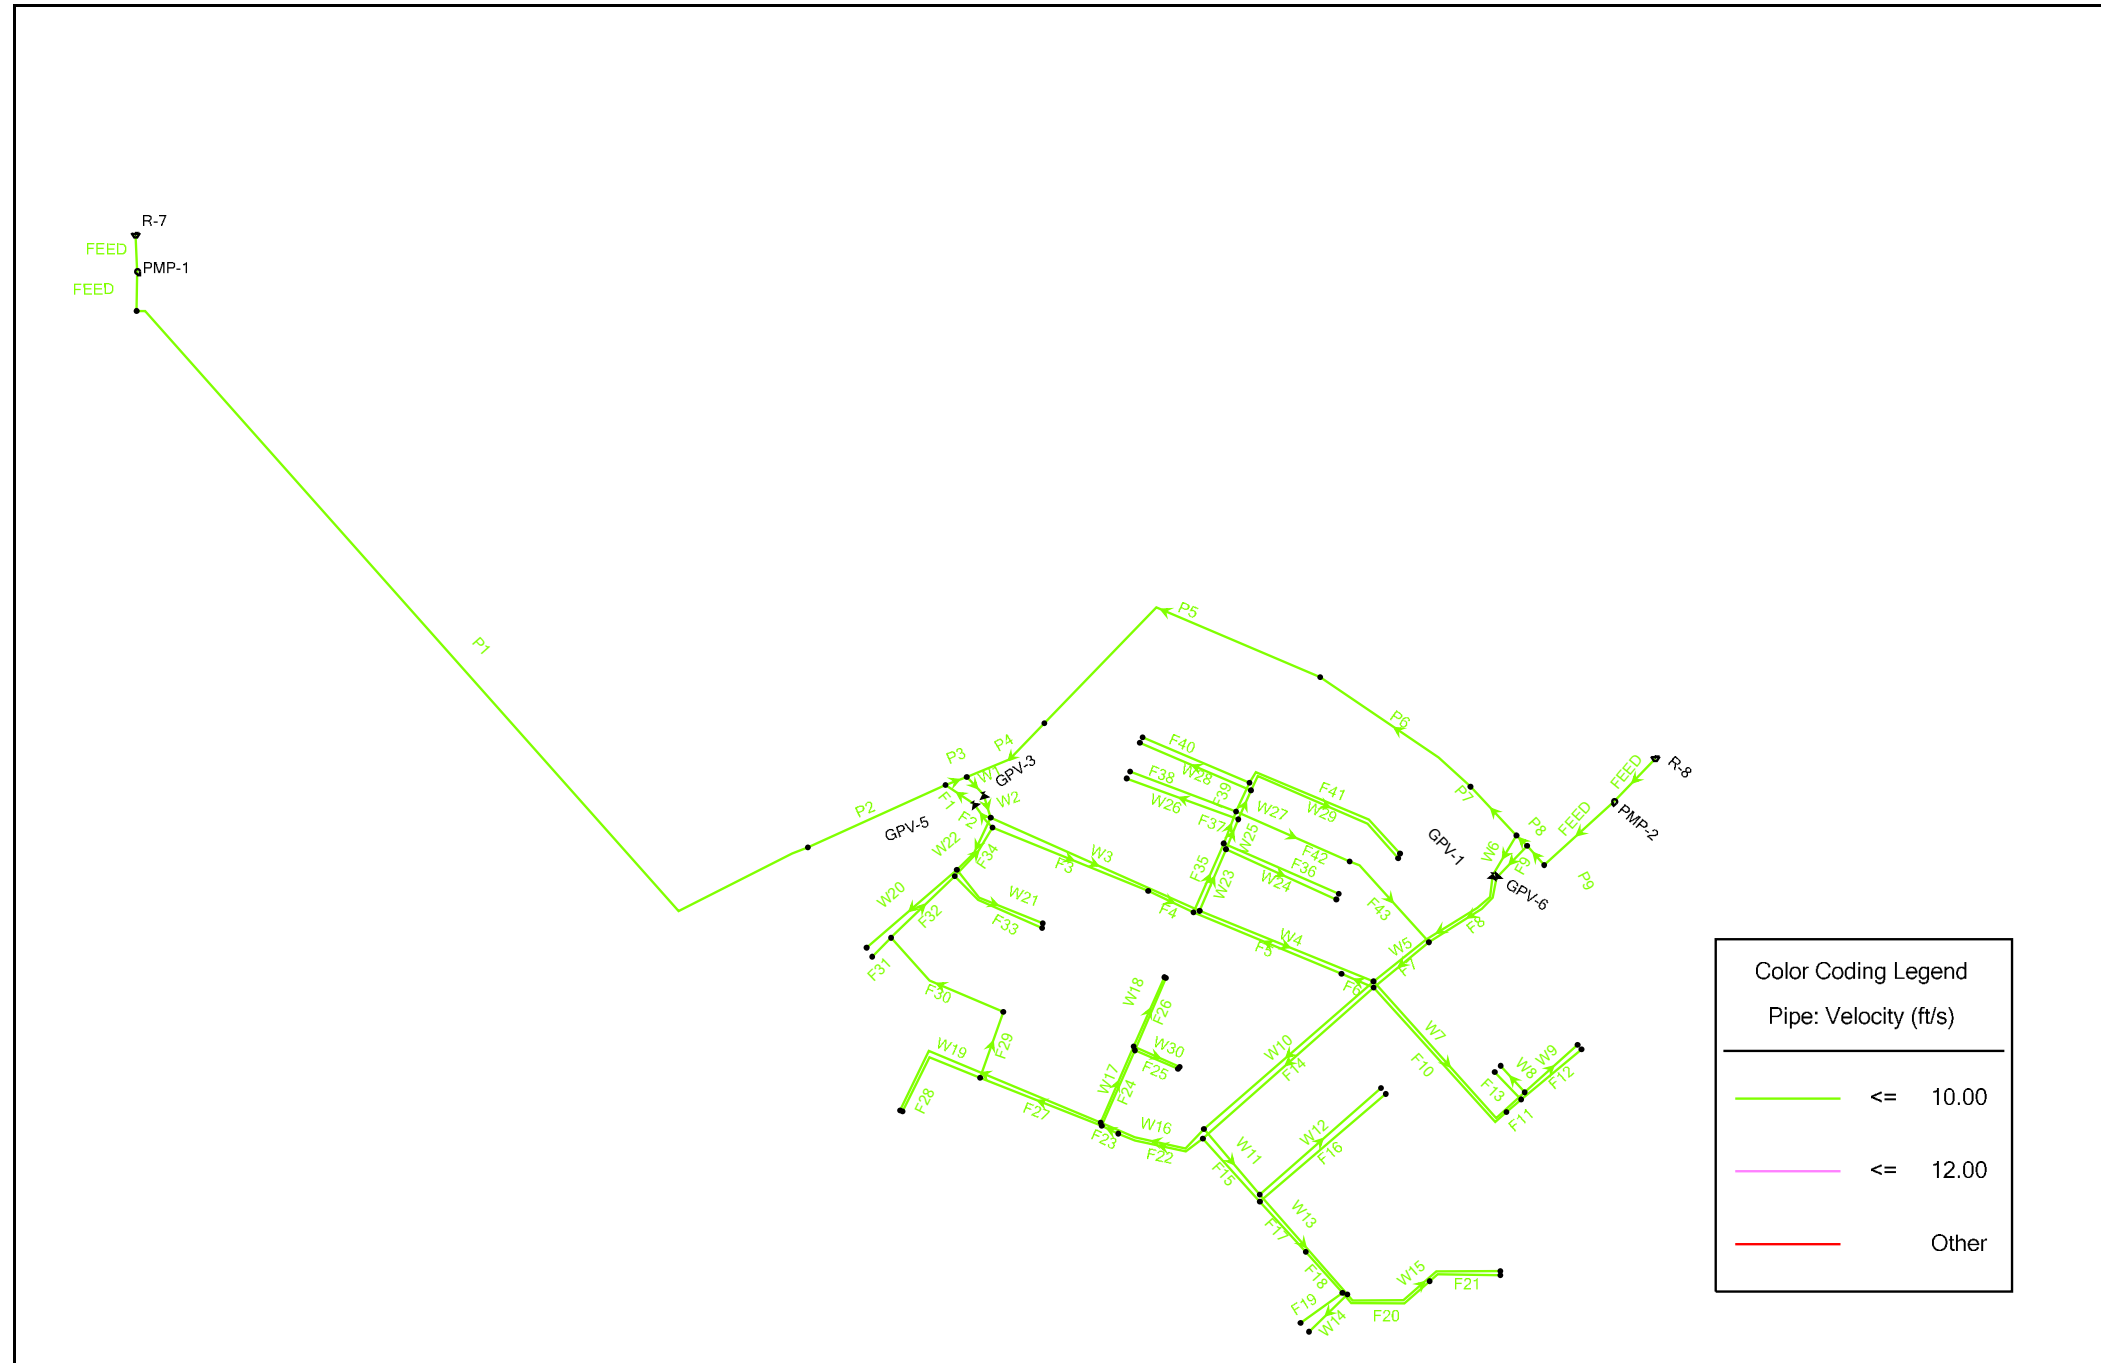 R-7
FEED
PMP-1
FEED
P1
P2
P3
P4
P5
P6
P7
P8
P9
R-8
FEED
FEED
PMP-2
GPV-1
GPV-6
W6
F9
F8
W1
GPV-3
F1
W2
F2
GPV-5
W22
F34
W3
F3
F4
W20
F32
W21
F33
F31
F30
F29
F40
W28
F38
W26
F39
W27
F37
W25
F41
W29
F42
F36
W24
F35
W23
F43
W4
F5
W5
F7
F6
W7
F10
W8
W9
F12
F13
F11
W10
F14
W18
F26
W30
F25
W17
F24
W19
F28
F27
F23
W16
F22
W11
F15
W12
F16
W13
F17
F18
F19
W14
W15
F20
F21
Color Coding Legend
Pipe: Velocity (ft/s)
<= 10.00
<= 12.00
Other